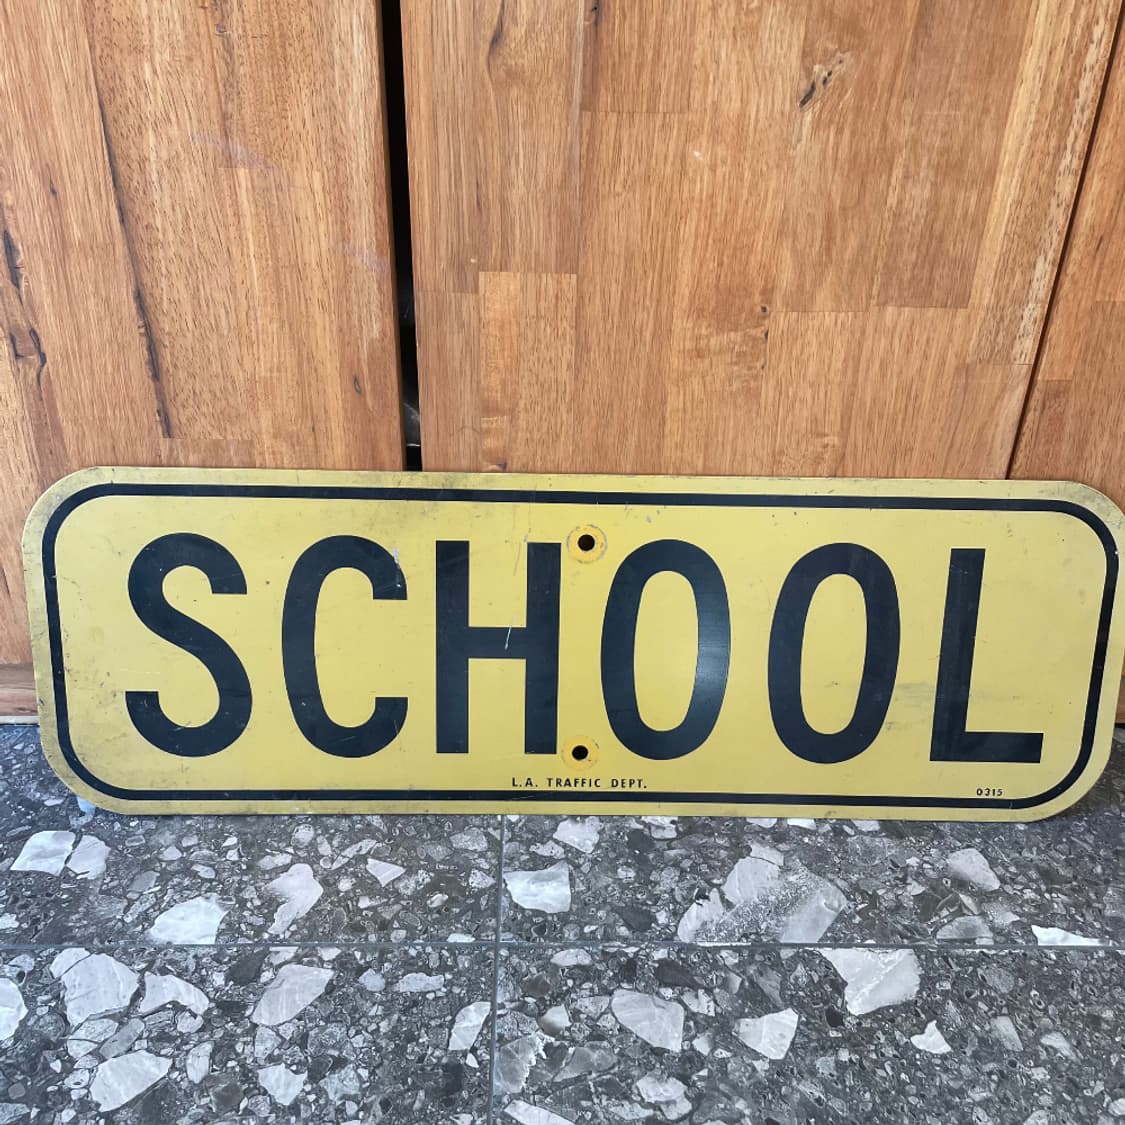 SCHOOL
L.A. TRAFFIC DEPT.
0315